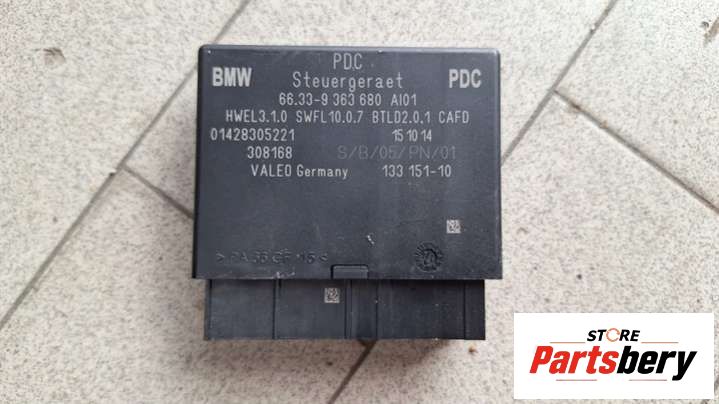 PDC
BMW Steuergeraet PDC
66.33-9 363 680 AI01
HWEL3.1.0 SWFL10.0.7 BTLD2.0.1 CAFD
01428305221 151014
308168 S/B/05/PN/01
VALEO Germany 133 151-10
STORE
Partsbery